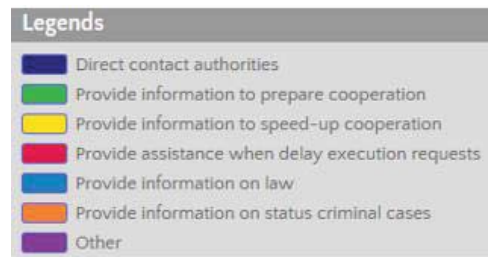 Legends
Direct contact authorities
Provide information to prepare cooperation
Provide information to speed-up cooperation
Provide assistance when delay execution requests
Provide information on law
Provide information on status criminal cases
Other